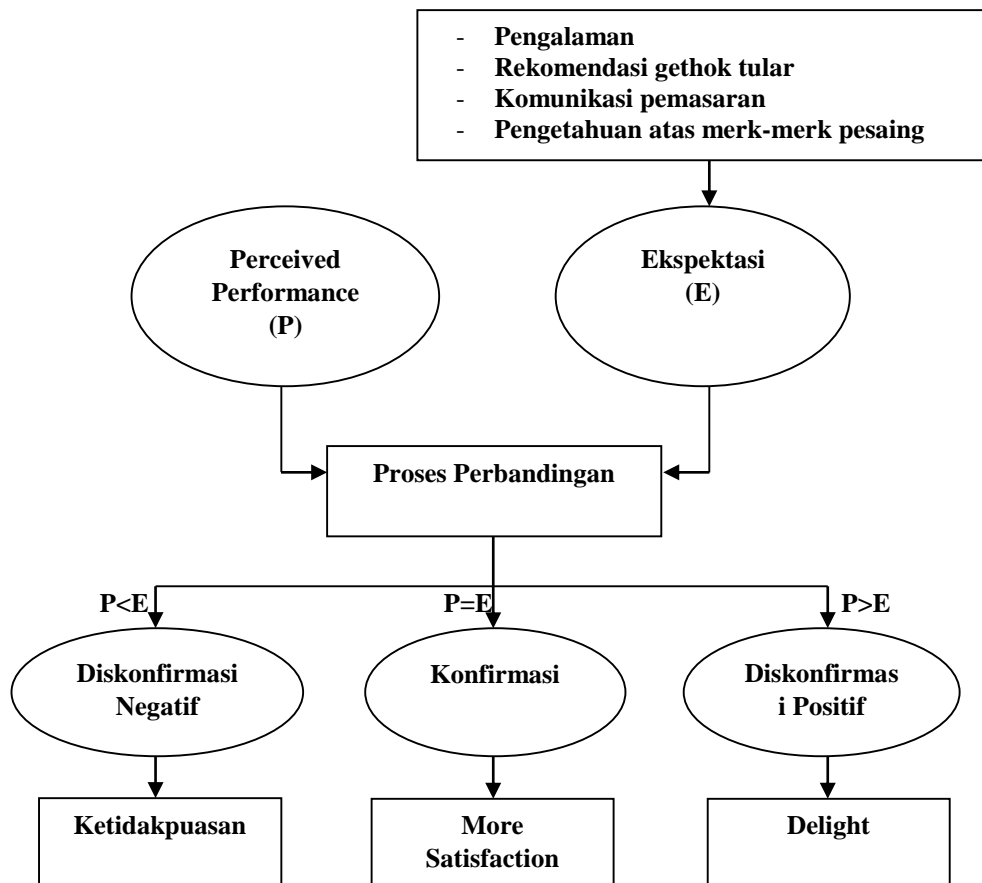 - Pengalaman
- Rekomendasi gethok tular
- Komunikasi pemasaran
- Pengetahuan atas merk-merk pesaing
Perceived
Performance
(P)
Ekspektasi
(E)
Proses Perbandingan
P<E
P=E
P>E
Diskonfirmasi
Negatif
Konfirmasi
Diskonfirmas
i Positif
Ketidakpuasan
More
Satisfaction
Delight